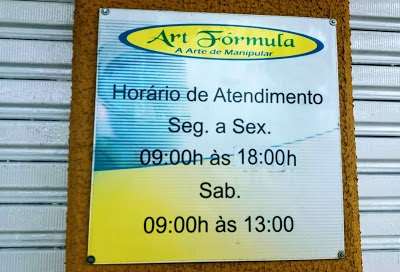 Art Fórmula
A Arte de Manipular
Horário de Atendimento
Seg. a Sex.
09:00h às 18:00h
Sab.
09:00h às 13:00